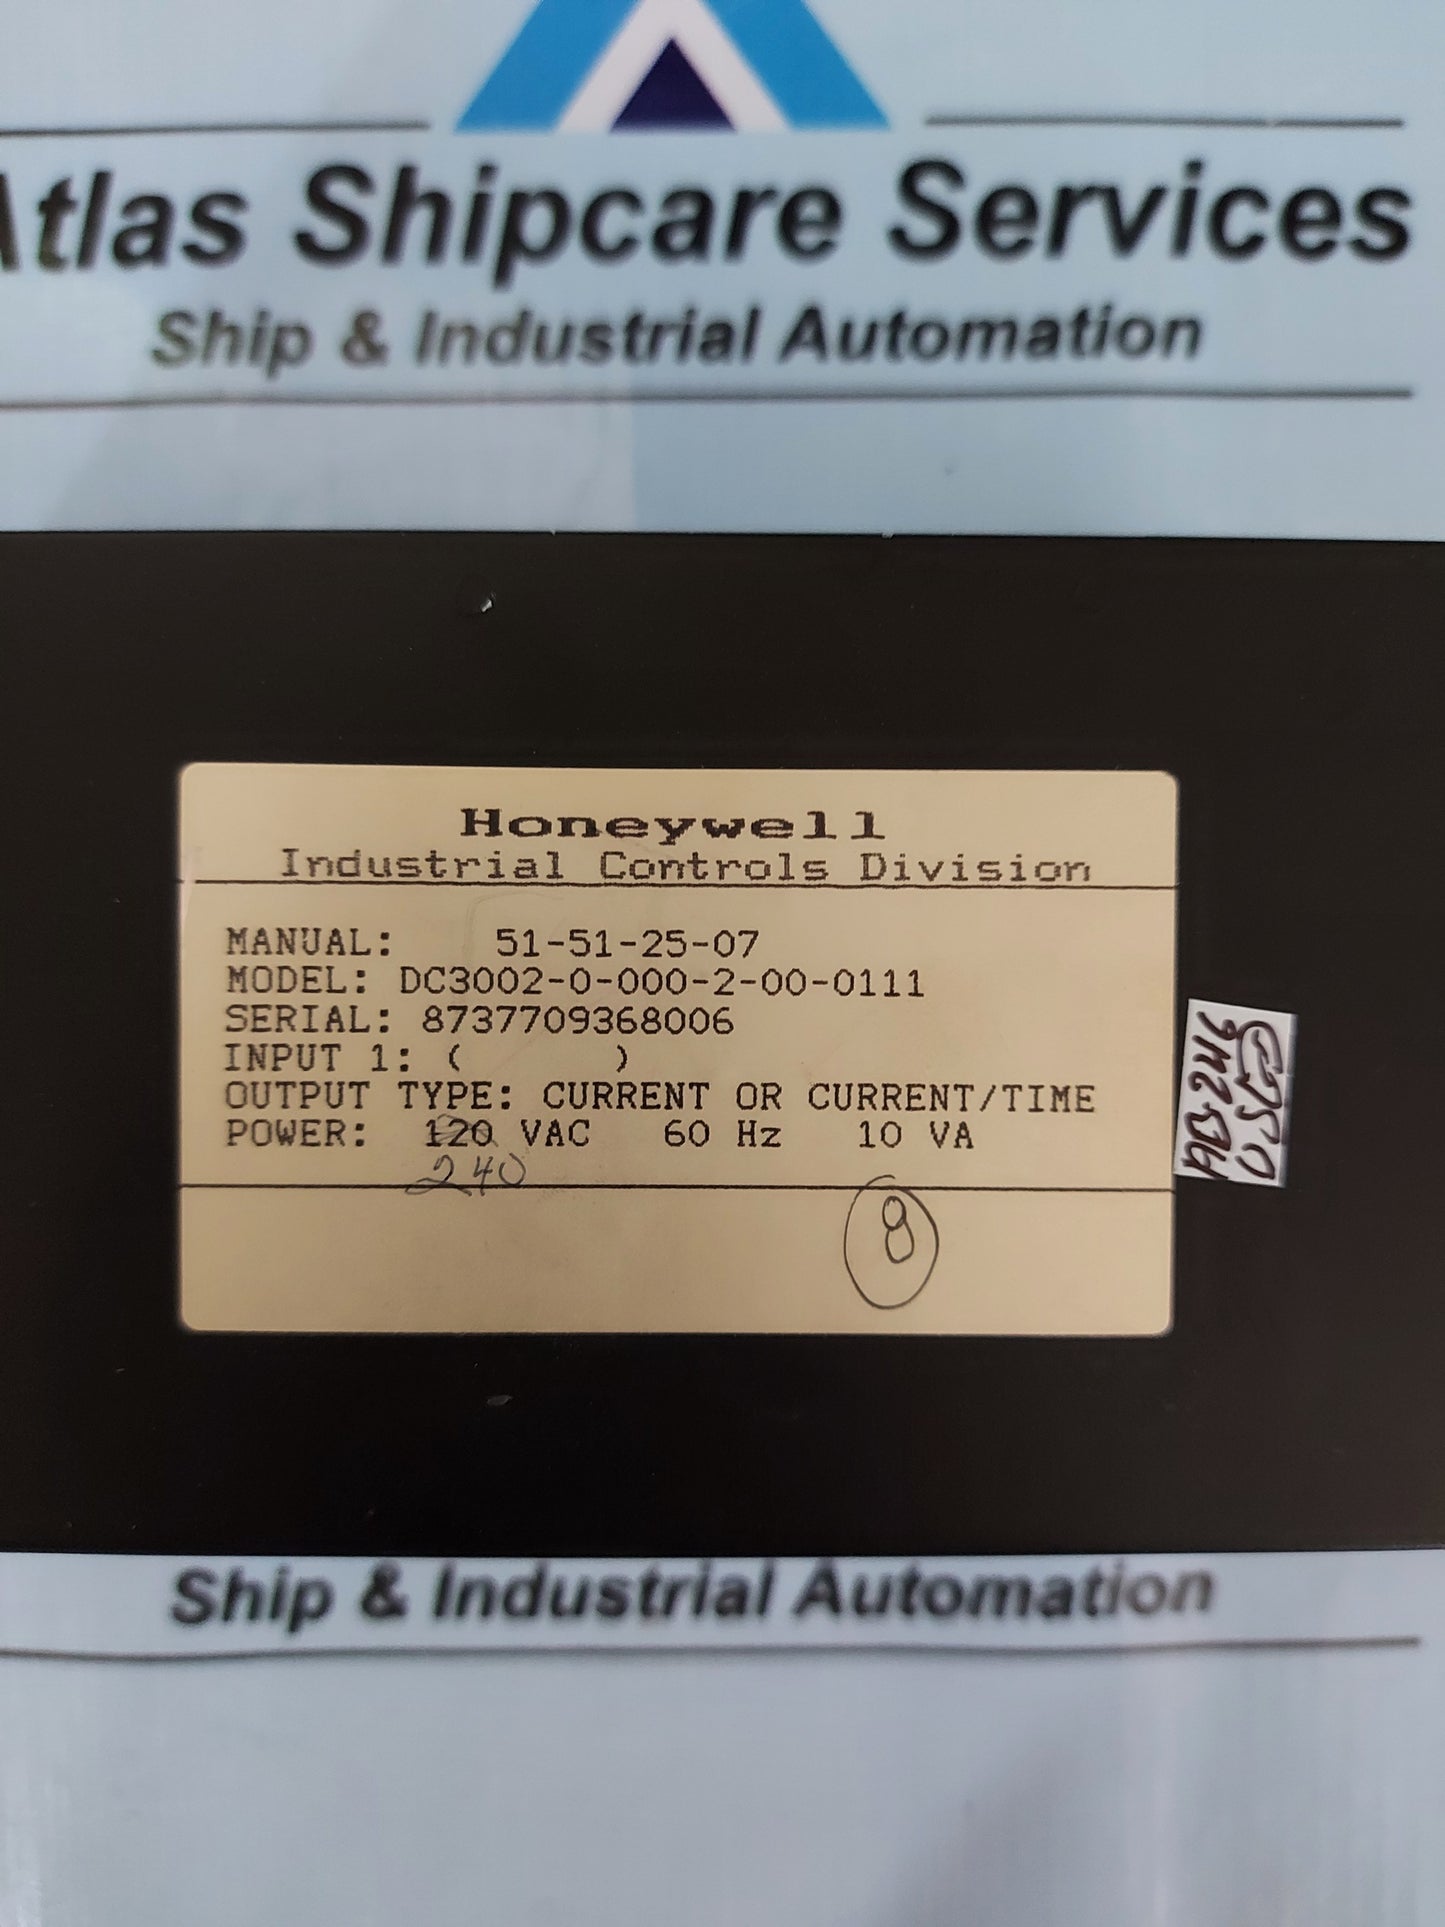 Atlas Shipcare Services
Ship & Industrial Automation
Honeywell
Industrial Controls Division
MANUAL: 51-51-25-07
MODEL: DC3002-0-000-2-00-0111
SERIAL: 8737709368006
INPUT 1: ( )
OUTPUT TYPE: CURRENT OR CURRENT/TIME
POWER: 120 VAC 60 Hz 10 VA
240
8
Ship & Industrial Automation